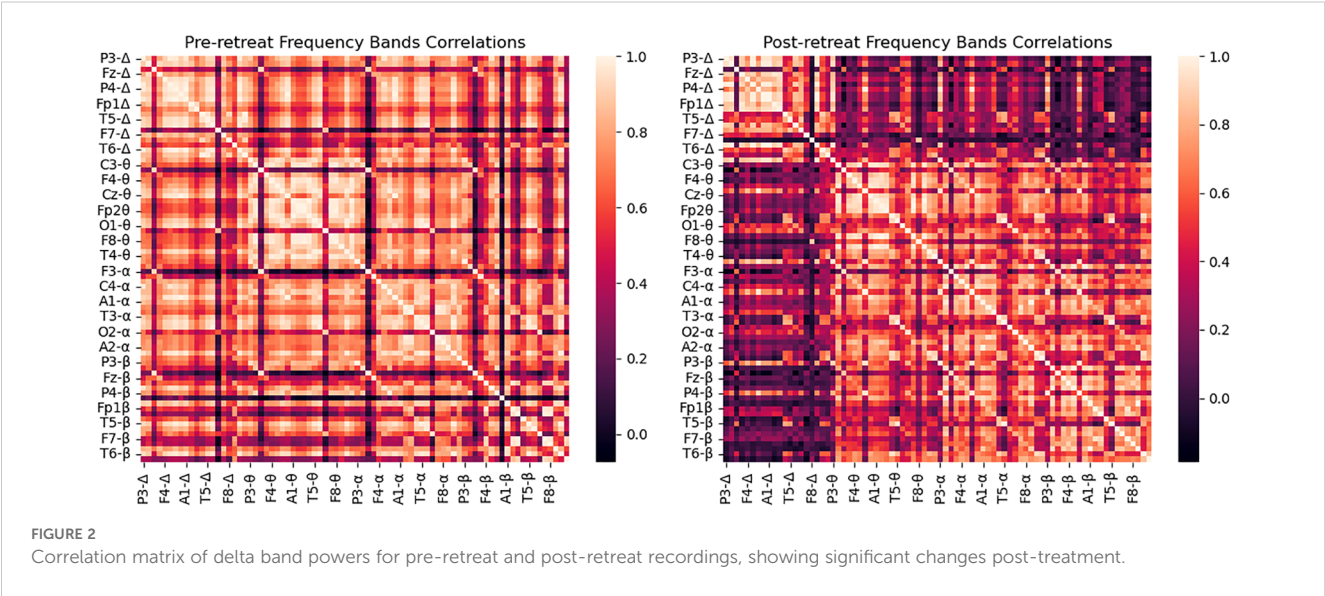 Pre-retreat Frequency Bands Correlations
P3-Δ
Fz-Δ
P4-Δ
Fp1Δ
T5-Δ
F7-Δ
T6-Δ
C3-θ
F4-θ
Cz-θ
Fp2θ
O1-θ
F8-θ
T4-θ
F3-α
C4-α
A1-α
T3-α
O2-α
A2-α
P3-β
Fz-β
P4-β
Fp1β
T5-β
F7-β
T6-β
P3-Δ
F4-Δ
A1-Δ
T5-Δ
F8-Δ
P3-θ
F4-θ
A1-θ
T5-θ
F8-θ
P3-α
F4-α
A1-α
T5-α
F8-α
P3-β
F4-β
A1-β
T5-β
F8-β
1.0
0.8
0.6
0.4
0.2
0.0
Post-retreat Frequency Bands Correlations
P3-Δ
Fz-Δ
P4-Δ
Fp1Δ
T5-Δ
F7-Δ
T6-Δ
C3-θ
F4-θ
Cz-θ
Fp2θ
O1-θ
F8-θ
T4-θ
F3-α
C4-α
A1-α
T3-α
O2-α
A2-α
P3-β
Fz-β
P4-β
Fp1β
T5-β
F7-β
T6-β
P3-Δ
F4-Δ
A1-Δ
T5-Δ
F8-Δ
P3-θ
F4-θ
A1-θ
T5-θ
F8-θ
P3-α
F4-α
A1-α
T5-α
F8-α
P3-β
F4-β
A1-β
T5-β
F8-β
1.0
0.8
0.6
0.4
0.2
0.0
FIGURE 2
Correlation matrix of delta band powers for pre-retreat and post-retreat recordings, showing significant changes post-treatment.